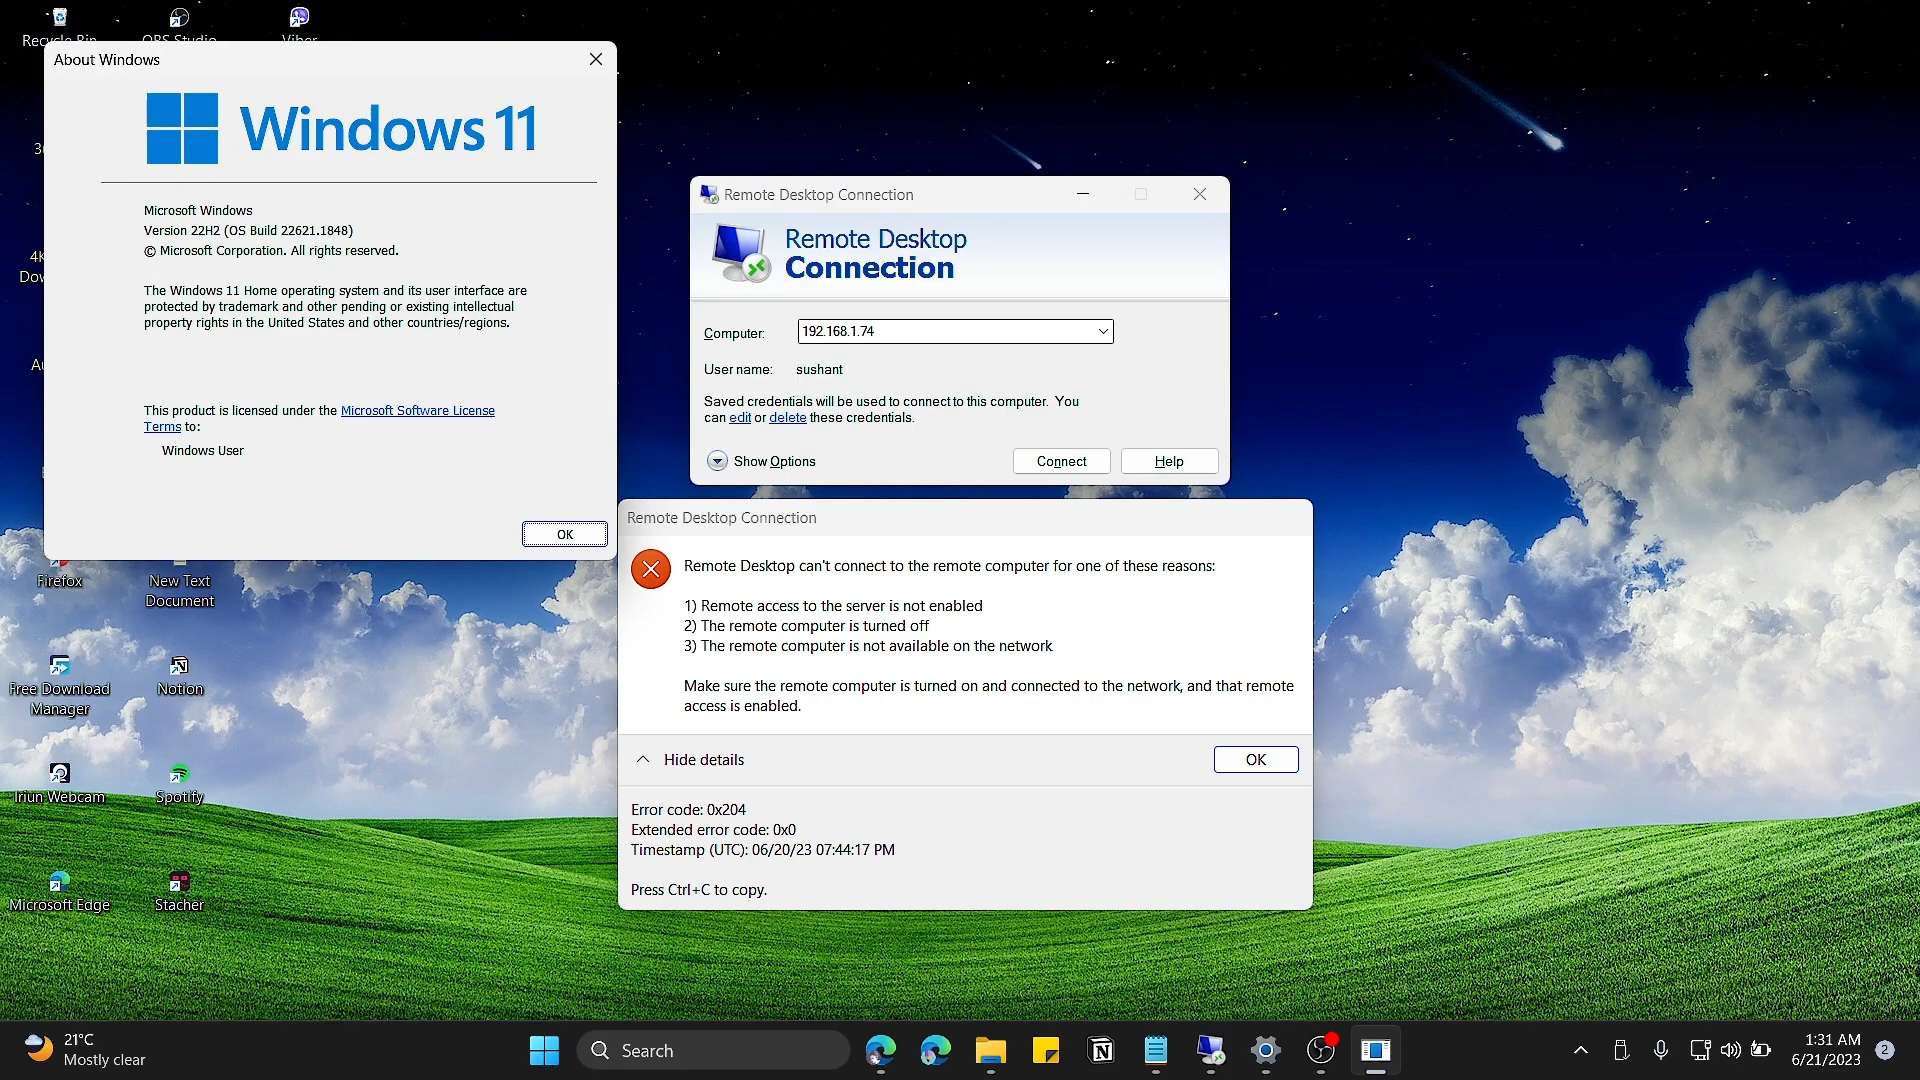 Recycle Bin
OBS Studio
Viber
About Windows
Windows 11
Microsoft Windows
Version 22H2 (OS Build 22621.1848)
© Microsoft Corporation. All rights reserved.
The Windows 11 Home operating system and its user interface are
protected by trademark and other pending or existing intellectual
property rights in the United States and other countries/regions.
This product is licensed under the Microsoft Software License
Terms to:
Windows User
OK
Remote Desktop Connection
Remote Desktop
Connection
Computer:
192.168.1.74
User name:
sushant
Saved credentials will be used to connect to this computer. You
can edit or delete these credentials.
Show Options
Connect
Help
Remote Desktop Connection
Remote Desktop can't connect to the remote computer for one of these reasons:
1) Remote access to the server is not enabled
2) The remote computer is turned off
3) The remote computer is not available on the network
Make sure the remote computer is turned on and connected to the network, and that remote
access is enabled.
Hide details
OK
Error code: 0x204
Extended error code: 0x0
Timestamp (UTC): 06/20/23 07:44:17 PM
Press Ctrl+C to copy.
Firefox
New Text
Document
Free Download
Manager
Notion
Iriun Webcam
Spotify
Microsoft Edge
Stacher
21°C
Mostly clear
Search
1:31 AM
6/21/2023
2